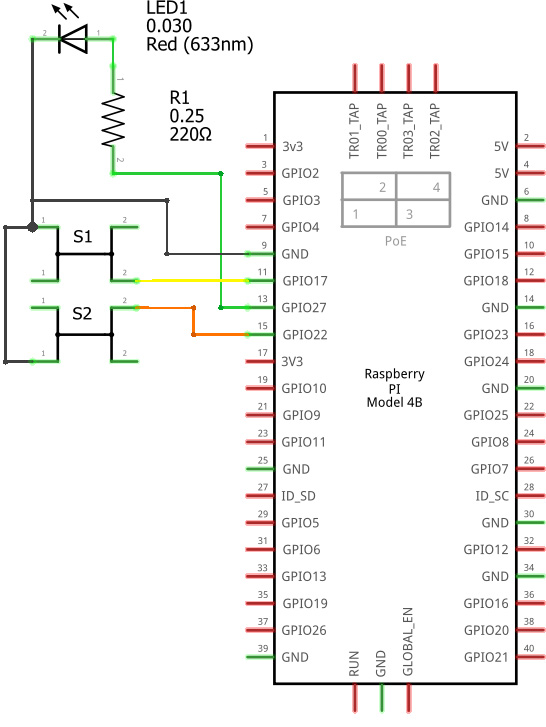 LED1
0.030
Red (633nm)
2
1
1
R1
0.25
220Ω
2
TR01_TAP
TR00_TAP
TR03_TAP
TR02_TAP
1 3v3
5V 2
3 GPIO2
5V 4
5 GPIO3
GND 6
7 GPIO4
GPIO14 8
9 GND
GPIO15 10
11 GPIO17
GPIO18 12
13 GPIO27
GND 14
15 GPIO22
GPIO23 16
17 3V3
GPIO24 18
19 GPIO10
GND 20
21 GPIO9
GPIO25 22
23 GPIO11
GPIO8 24
25 GND
GPIO7 26
27 ID_SD
ID_SC 28
29 GPIO5
GND 30
31 GPIO6
GPIO12 32
33 GPIO13
GND 34
35 GPIO19
GPIO16 36
37 GPIO26
GPIO20 38
39 GND
GPIO21 40
2 4
1 3
PoE
1 2
S1
1 2
1 2
S2
1 2
Raspberry
PI
Model 4B
RUN
GND
GLOBAL_EN